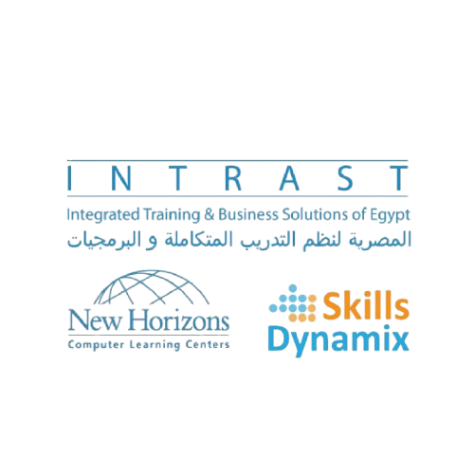 INTRAST
Integrated Training & Business Solutions of Egypt
المصرية لنظم التدريب المتكاملة و البرمجيات
New Horizons
Computer Learning Centers
Skills
Dynamix